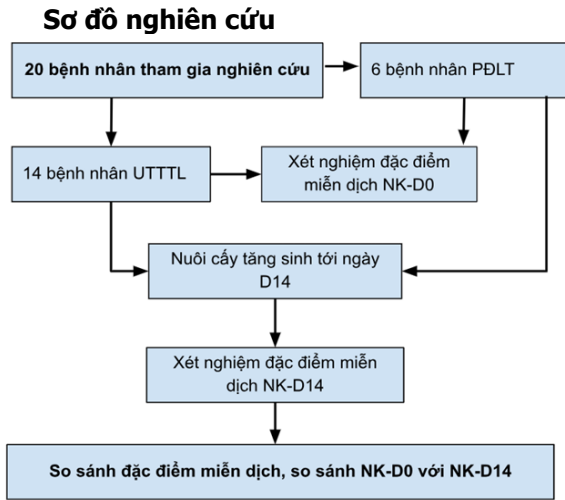 Sơ đồ nghiên cứu
20 bệnh nhân tham gia nghiên cứu
6 bệnh nhân PĐLT
14 bệnh nhân UTTTL
Xét nghiệm đặc điểm
miễn dịch NK-D0
Nuôi cấy tăng sinh tới ngày
D14
Xét nghiệm đặc điểm miễn
dịch NK-D14
So sánh đặc điểm miễn dịch, so sánh NK-D0 với NK-D14